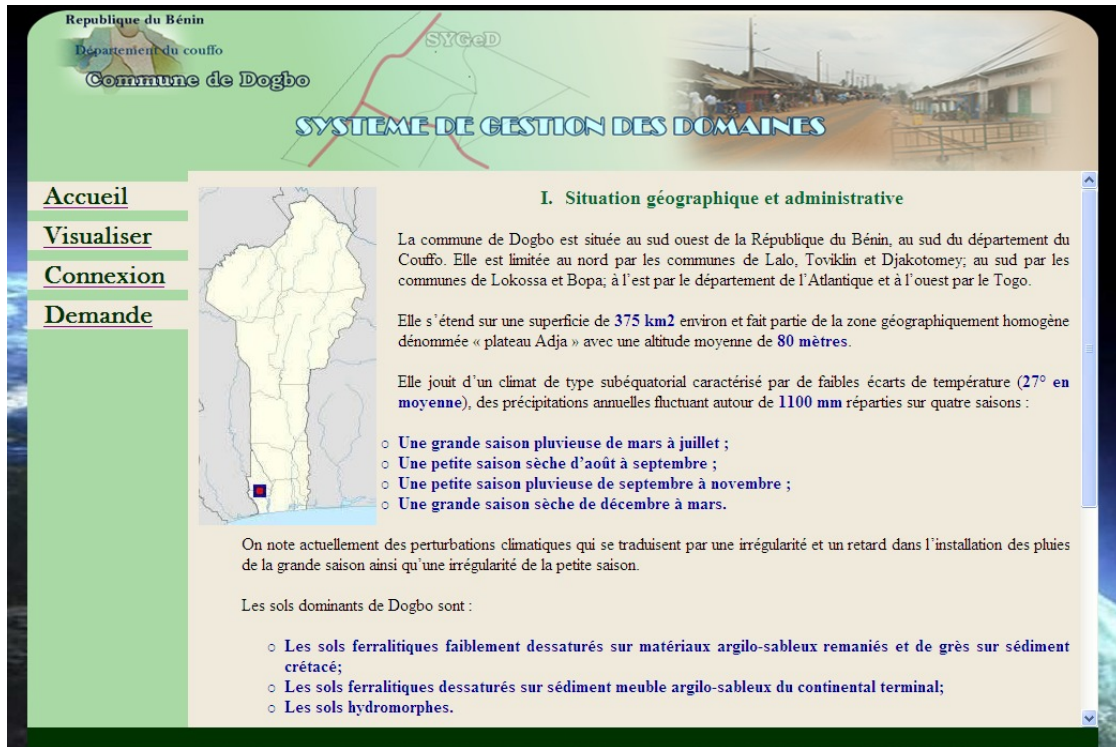 Republique du Bénin
Département du couffo
Commune de Dogbo
SYGeD
SYSTEME DE GESTION DES DOMAINES
Accueil
Visualiser
Connexion
Demande
I. Situation géographique et administrative
La commune de Dogbo est située au sud ouest de la République du Bénin, au sud du département du
Couffo. Elle est limitée au nord par les communes de Lalo, Toviklin et Djakotomey; au sud par les
communes de Lokossa et Bopa; à l’est par le département de l’Atlantique et à l’ouest par le Togo.
Elle s’étend sur une superficie de 375 km2 environ et fait partie de la zone géographiquement homogène
dénommée « plateau Adja » avec une altitude moyenne de 80 mètres.
Elle jouit d’un climat de type subéquatorial caractérisé par de faibles écarts de température (27° en
moyenne), des précipitations annuelles fluctuant autour de 1100 mm réparties sur quatre saisons :
○ Une grande saison pluvieuse de mars à juillet ;
○ Une petite saison sèche d’août à septembre ;
○ Une petite saison pluvieuse de septembre à novembre ;
○ Une grande saison sèche de décembre à mars.
On note actuellement des perturbations climatiques qui se traduisent par une irrégularité et un retard dans l’installation des pluies
de la grande saison ainsi qu’une irrégularité de la petite saison.
Les sols dominants de Dogbo sont :
○ Les sols ferralitiques faiblement dessaturés sur matériaux argilo-sableux remaniés et de grès sur sédiment
crétacé;
○ Les sols ferralitiques dessaturés sur sédiment meuble argilo-sableux du continental terminal;
○ Les sols hydromorphes.